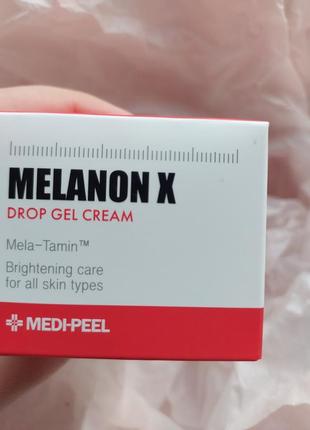 MELANON X
DROP GEL CREAM
Mela-Tamin™
Brightening care
for all skin types
MEDI-PEEL